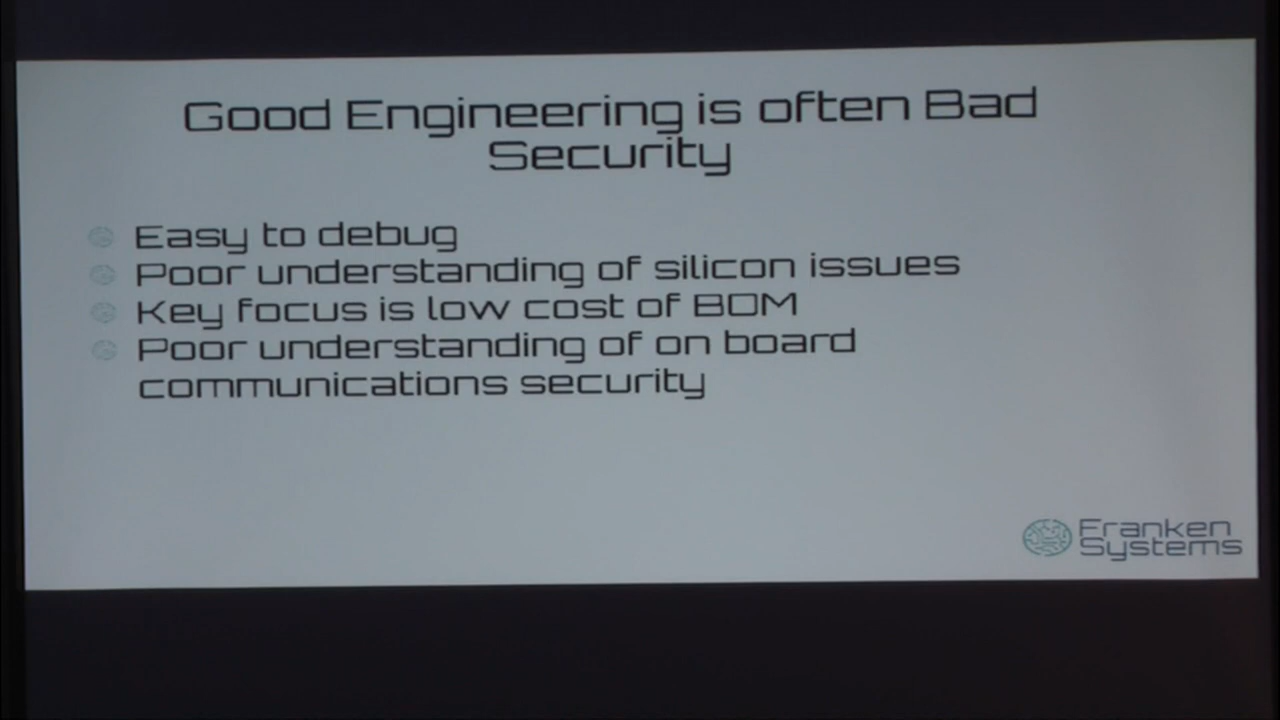 Good Engineering is often Bad
Security
Easy to debug
Poor understanding of silicon issues
Key focus is low cost of BOM
Poor understanding of on board
communications security
Franken
Systems